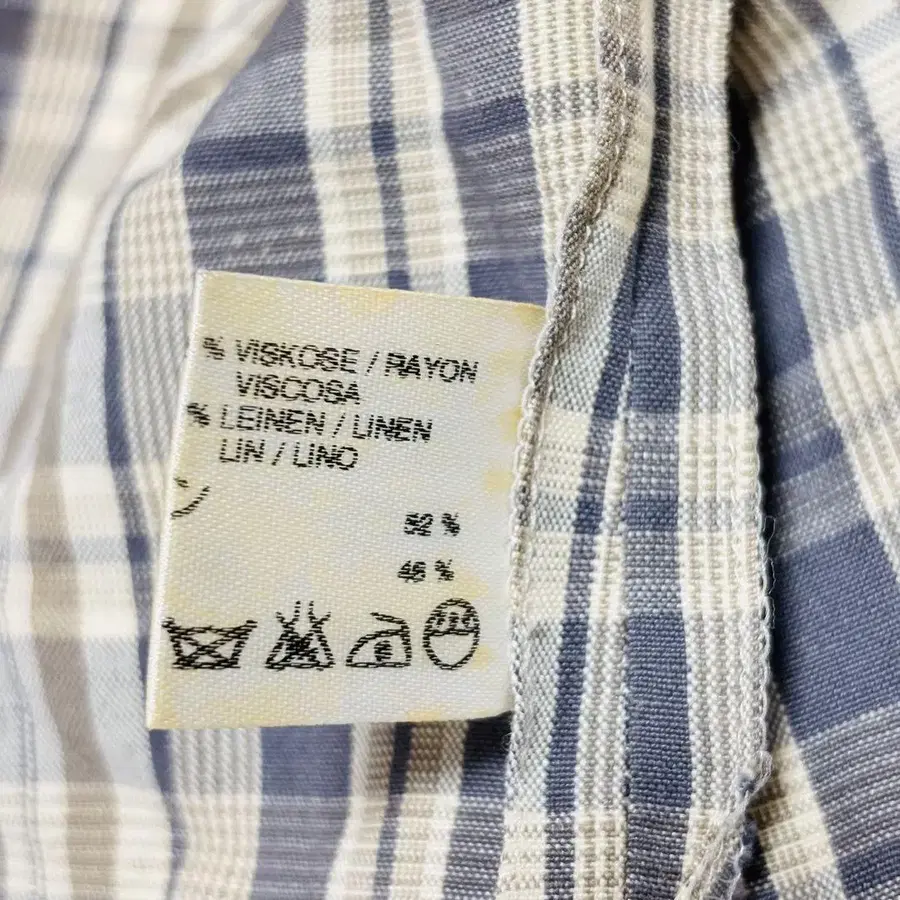 % VISKOSE / RAYON
VISCOSA
% LEINEN / LINEN
LIN / LINO
52 %
48 %